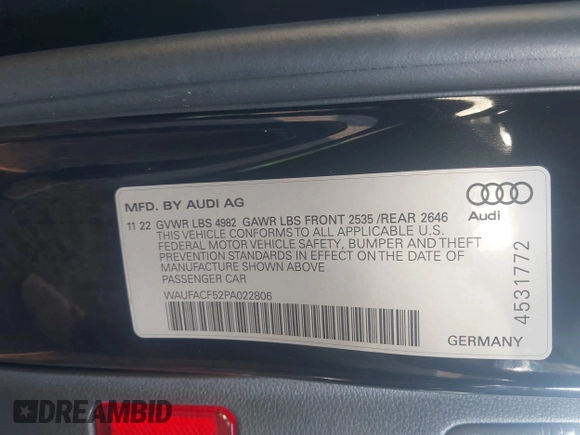 MFD. BY AUDI AG
11 22 GVWR LBS 4982 GAWR LBS FRONT 2535 /REAR 2646
THIS VEHICLE CONFORMS TO ALL APPLICABLE U.S.
FEDERAL MOTOR VEHICLE SAFETY, BUMPER AND THEFT
PREVENTION STANDARDS IN EFFECT ON THE DATE OF
MANUFACTURE SHOWN ABOVE
PASSENGER CAR
WAUFACF52PA022806
Audi
4531772
GERMANY
DREAMBID